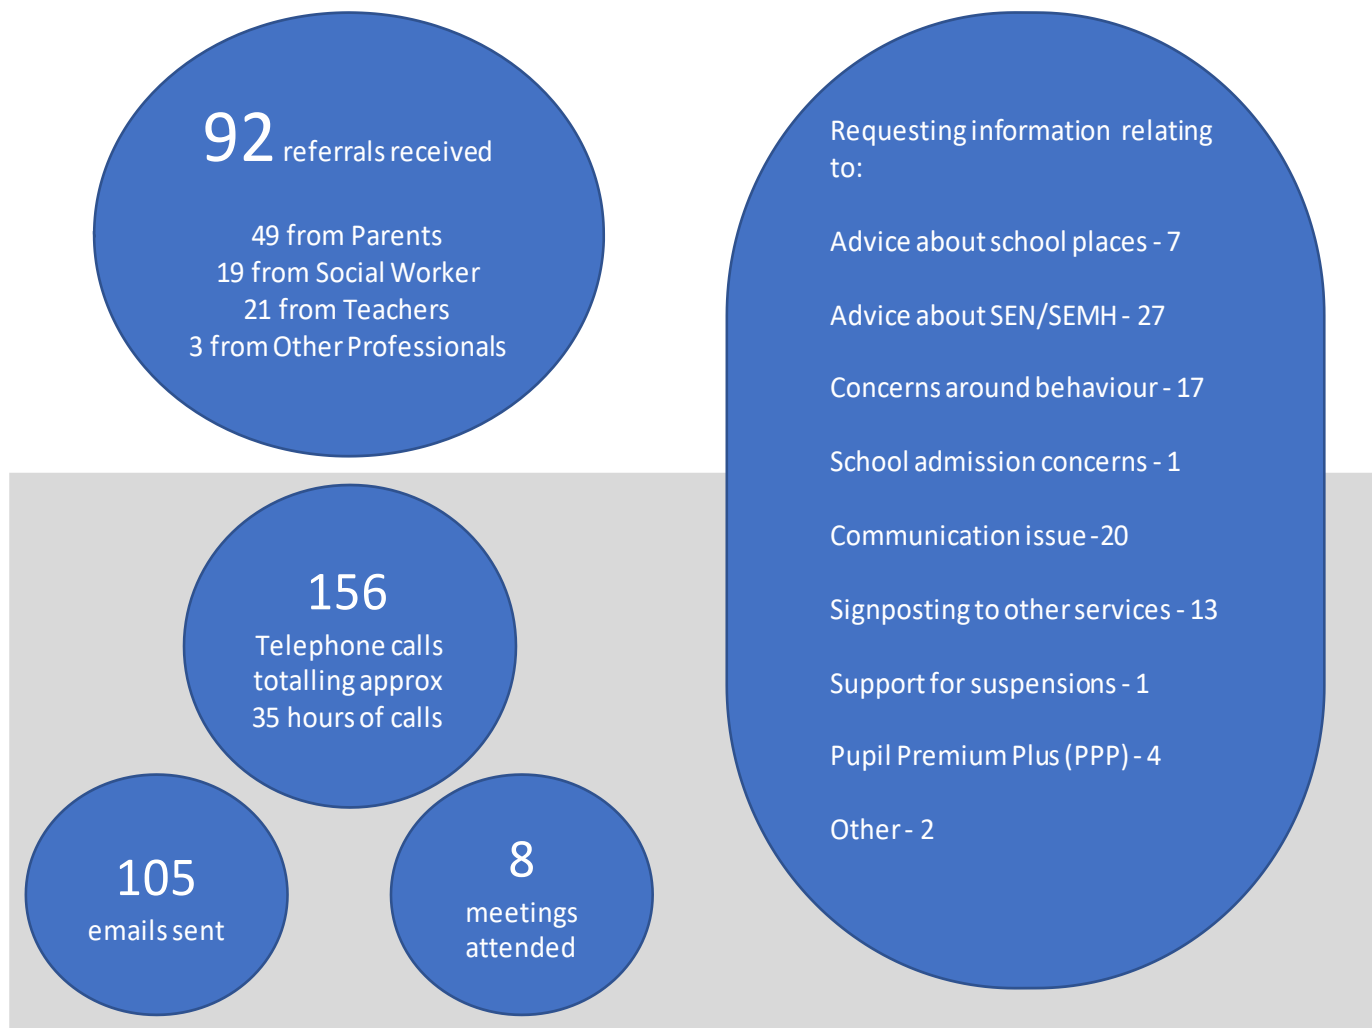 92 referrals received
49 from Parents
19 from Social Worker
21 from Teachers
3 from Other Professionals
156
Telephone calls
totalling approx
35 hours of calls
105
emails sent
8
meetings
attended
Requesting information relating
to:
Advice about school places - 7
Advice about SEN/SEMH - 27
Concerns around behaviour - 17
School admission concerns - 1
Communication issue -20
Signposting to other services - 13
Support for suspensions - 1
Pupil Premium Plus (PPP) - 4
Other - 2